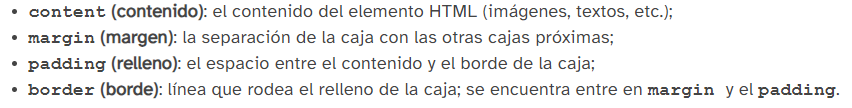 • content (contenido): el contenido del elemento HTML (imágenes, textos, etc.);
• margin (margen): la separación de la caja con las otras cajas próximas;
• padding (relleno): el espacio entre el contenido y el borde de la caja;
• border (borde): línea que rodea el relleno de la caja; se encuentra entre en margin y el padding.